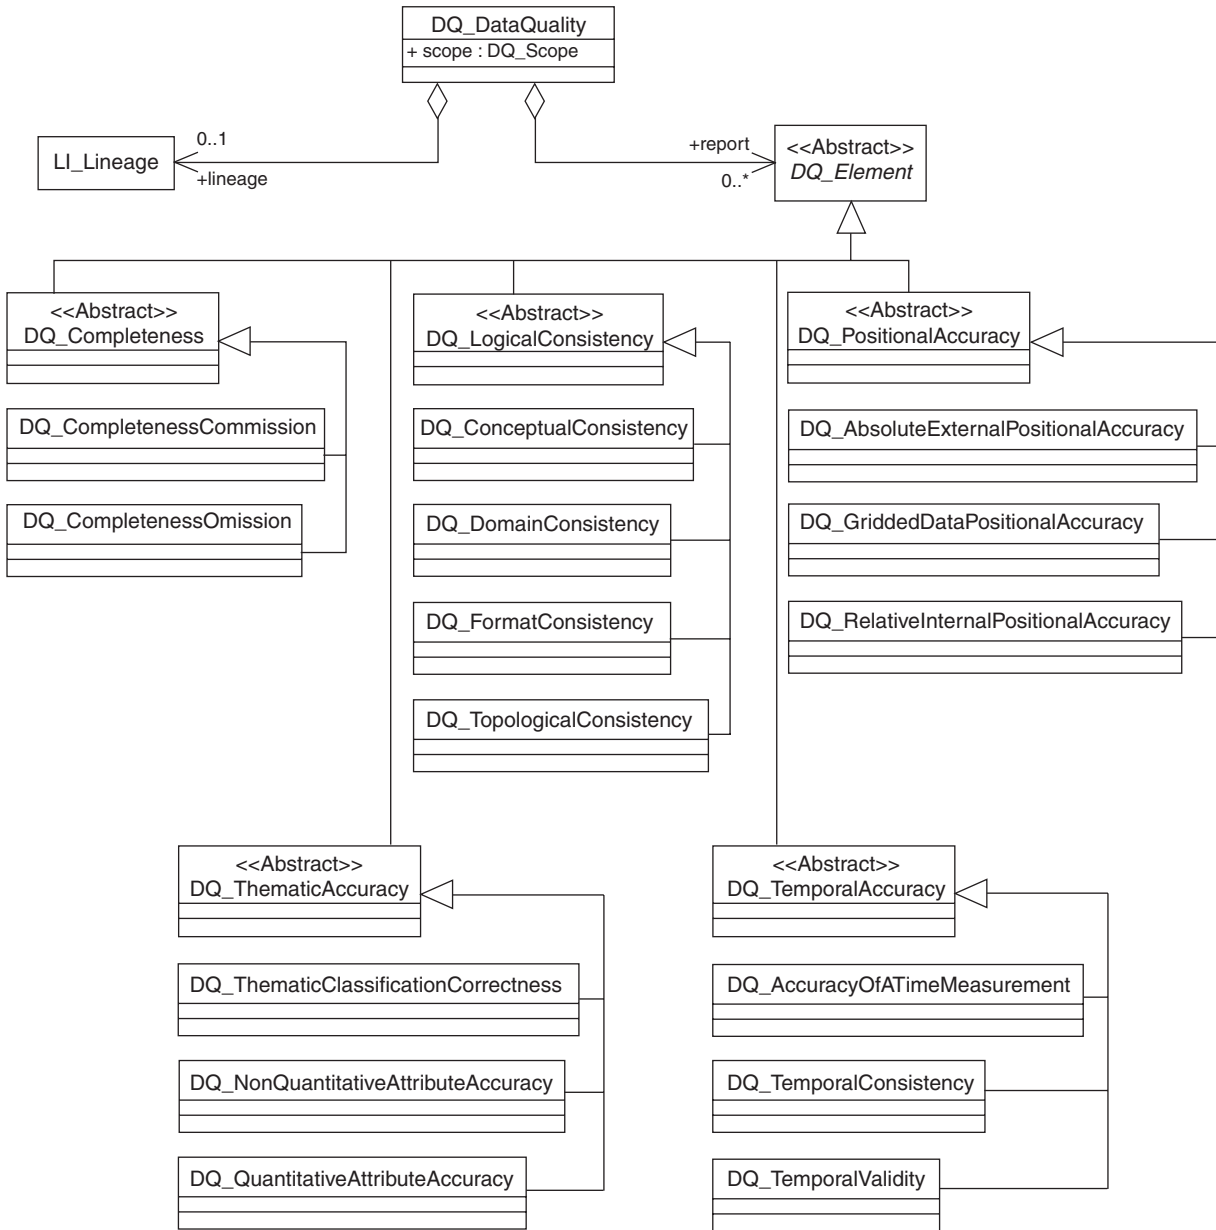 DQ_DataQuality
+ scope : DQ_Scope
0..1
LI_Lineage
+lineage
+report
0..*
<<Abstract>>
DQ_Element
<<Abstract>>
DQ_Completeness
DQ_CompletenessCommission
DQ_CompletenessOmission
<<Abstract>>
DQ_LogicalConsistency
DQ_ConceptualConsistency
DQ_DomainConsistency
DQ_FormatConsistency
DQ_TopologicalConsistency
<<Abstract>>
DQ_PositionalAccuracy
DQ_AbsoluteExternalPositionalAccuracy
DQ_GriddedDataPositionalAccuracy
DQ_RelativeInternalPositionalAccuracy
<<Abstract>>
DQ_ThematicAccuracy
DQ_ThematicClassificationCorrectness
DQ_NonQuantitativeAttributeAccuracy
DQ_QuantitativeAttributeAccuracy
<<Abstract>>
DQ_TemporalAccuracy
DQ_AccuracyOfATimeMeasurement
DQ_TemporalConsistency
DQ_TemporalValidity